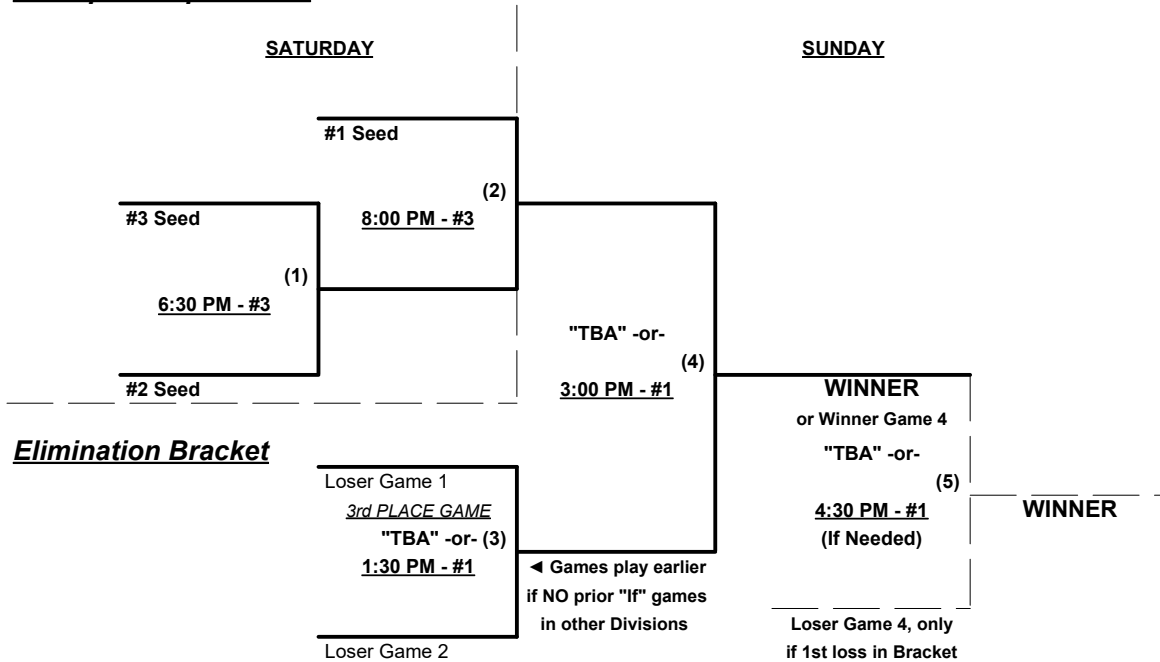 SATURDAY
SUNDAY
#1 Seed
(2)
8:00 PM - #3
#3 Seed
(1)
6:30 PM - #3
#2 Seed
"TBA" -or-
(4)
3:00 PM - #1
WINNER
or Winner Game 4
"TBA" -or-
(5)
4:30 PM - #1
(If Needed)
WINNER
Loser Game 4, only
if 1st loss in Bracket
Elimination Bracket
Loser Game 1
3rd PLACE GAME
"TBA" -or- (3)
1:30 PM - #1
Loser Game 2
◄ Games play earlier
if NO prior "If" games
in other Divisions